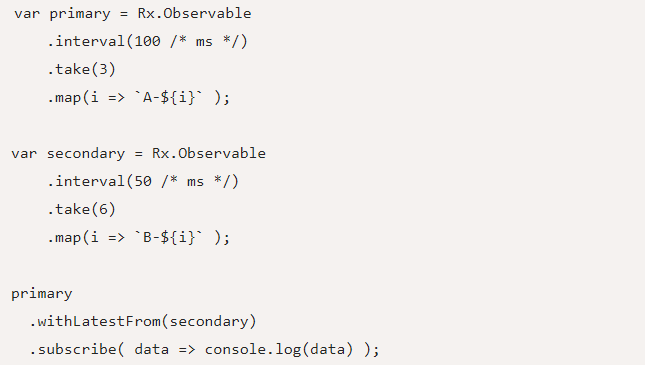 var primary = Rx.Observable
    .interval(100 /* ms */)
    .take(3)
    .map(i => `A-${i}` );

var secondary = Rx.Observable
    .interval(50 /* ms */)
    .take(6)
    .map(i => `B-${i}` );

primary
  .withLatestFrom(secondary)
  .subscribe( data => console.log(data) );